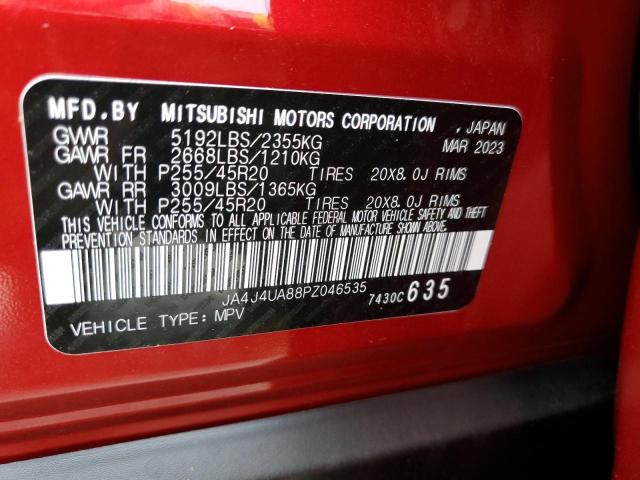 MFD.BY MITSUBISHI MOTORS CORPORATION , JAPAN
GVWR 5192LBS/2355KG MAR 2023
GAWR FR 2668LBS/1210KG
WITH P255/45R20 TIRES 20X8.0J RIMS
GAWR RR 3009LBS/1365KG
WITH P255/45R20 TIRES 20X8.0J RIMS
THIS VEHICLE CONFORMS TO ALL APPLICABLE FEDERAL MOTOR VEHICLE SAFETY AND THEFT
PREVENTION STANDARDS IN EFFECT ON THE DATE OF MANUFACTURE SHOWN ABOVE.
JA4J4UA88PZ046535 7430C 635
VEHICLE TYPE: MPV